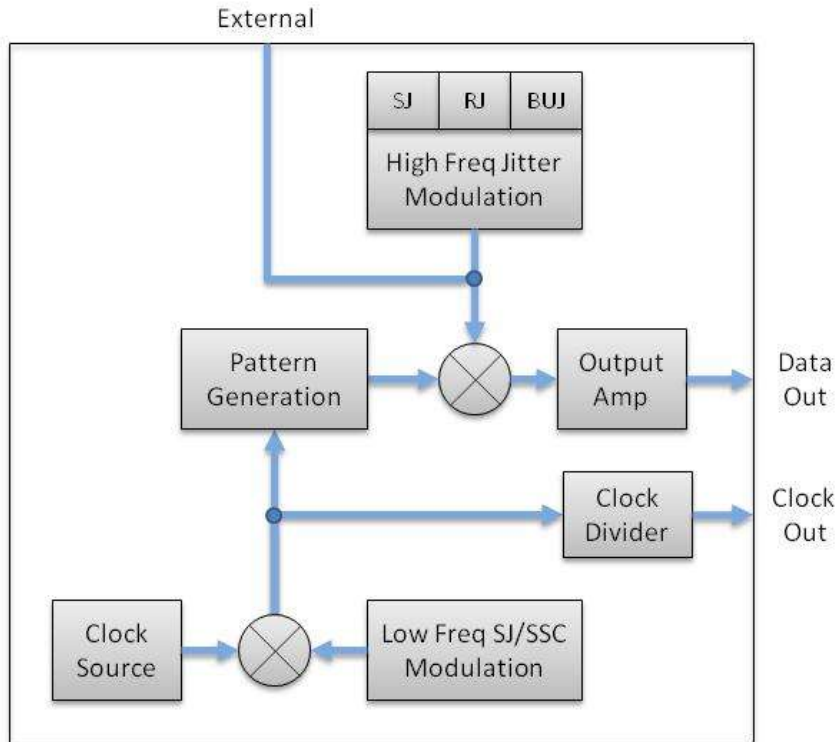 External
SJ
RJ
BUJ
High Freq Jitter
Modulation
Pattern
Generation
Output
Amp
Data
Out
Clock
Divider
Clock
Out
Clock
Source
Low Freq SJ/SSC
Modulation